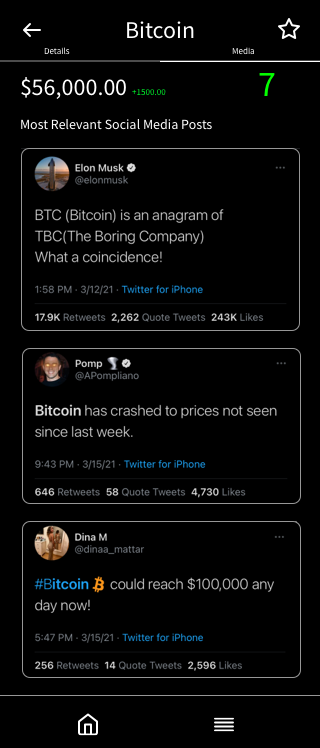 Bitcoin
Details Media
$56,000.00 +1500.00 7
Most Relevant Social Media Posts
Elon Musk
@elonmusk
BTC (Bitcoin) is an anagram of
TBC(The Boring Company)
What a coincidence!
1:58 PM · 3/12/21 · Twitter for iPhone
17.9K Retweets 2,262 Quote Tweets 243K Likes
Pomp
@APompliano
Bitcoin has crashed to prices not seen
since last week.
9:43 PM · 3/15/21 · Twitter for iPhone
646 Retweets 58 Quote Tweets 4,730 Likes
Dina M
@dinaa_mattar
#Bitcoin could reach $100,000 any
day now!
5:47 PM · 3/15/21 · Twitter for iPhone
256 Retweets 14 Quote Tweets 2,596 Likes